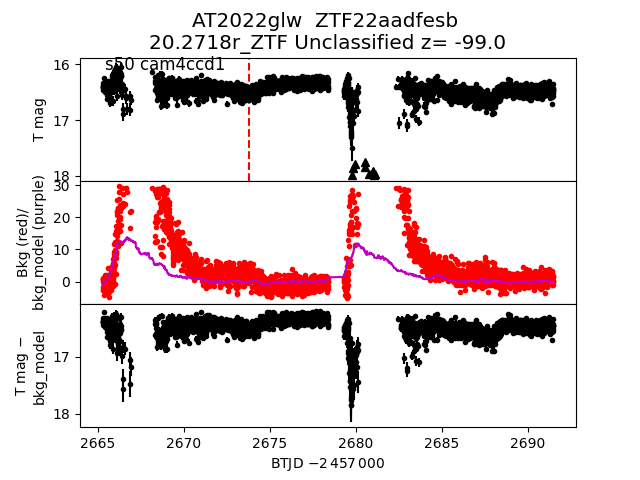 AT2022glw  ZTF22aadfesb
20.2718r_ZTF Unclassified z= -99.0
s50 cam4ccd1
16
17
18
T mag
30
20
10
0
Bkg (red)/
bkg_model (purple)
17
18
T mag −
bkg_model
2665
2670
2675
2680
2685
2690
BTJD −2 457 000